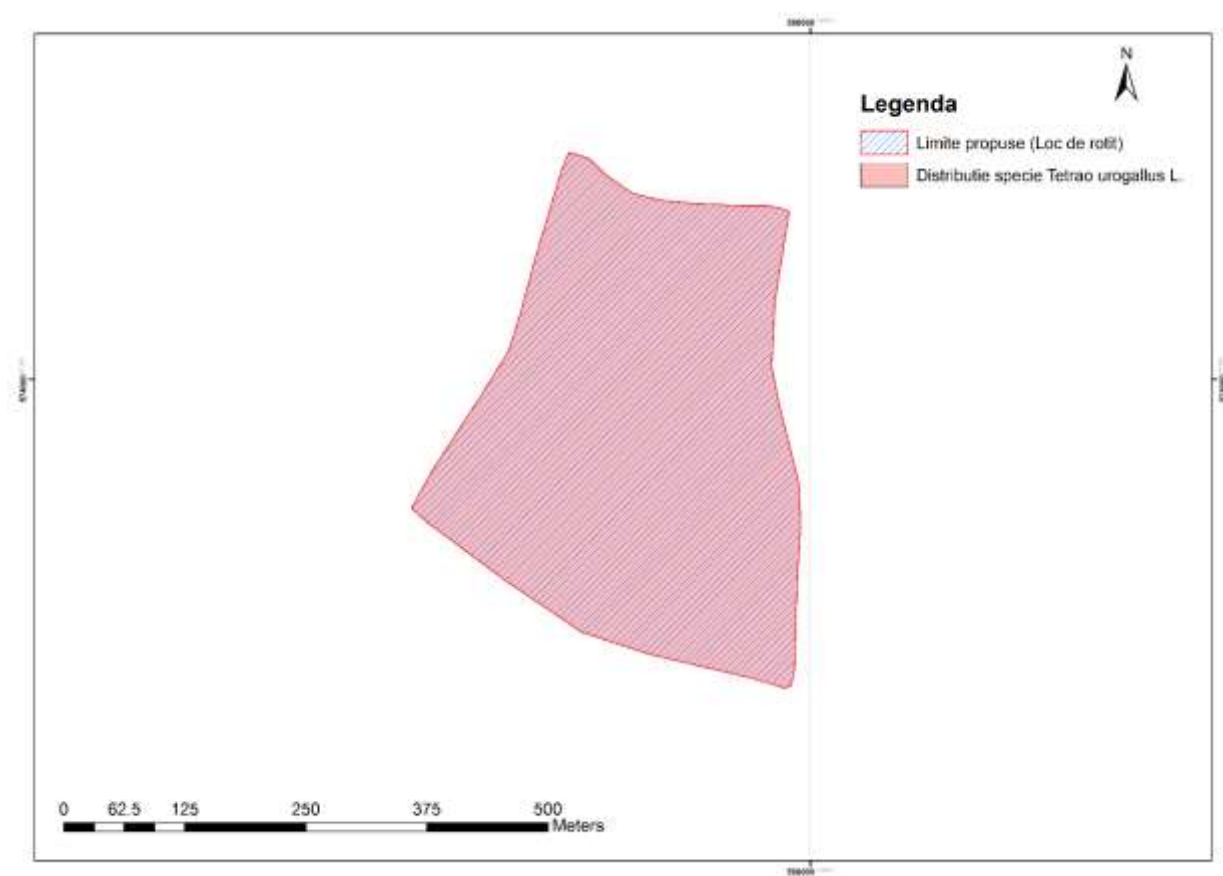 N
Legenda
Limite propuse (Loc de rotit)
Distributie specie Tetrao urogallus L.
0 62.5 125 250 375 500
Meters